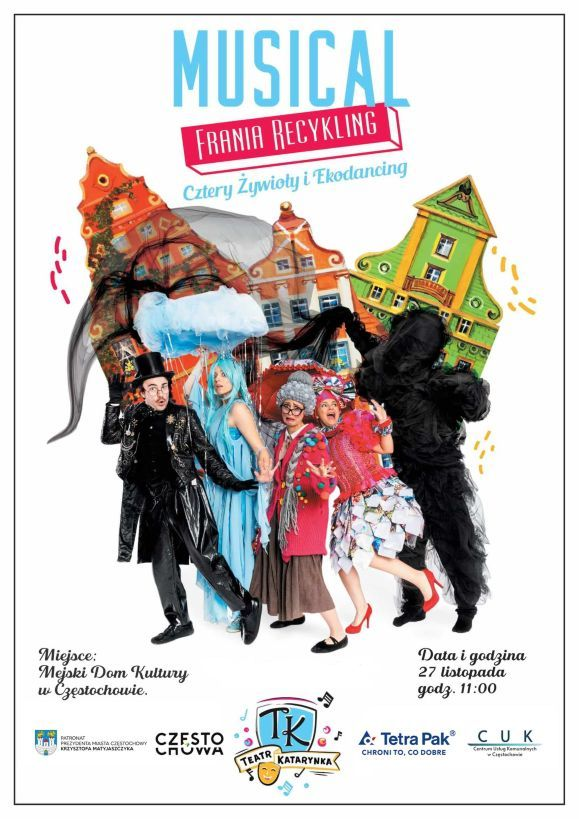 MUSICAL
FRANIA RECYKLING
Cztery Żywioły i Ekodancing
Miejsce:
Mejski Dom Kultury
w Częstochowie.
Data i godzina
27 listopada
godz. 11:00
PATRONAT
PREZYDENTA MIASTA CZĘSTOCHOWY
KRZYSZTOFA MATYJASZCZYKA
CZĘSTO
CHOWA
TK
TEATR KATARYNKA
Tetra Pak®
CHRONI TO, CO DOBRE
CUK
Centrum Usług Komunalnych
w Częstochowie